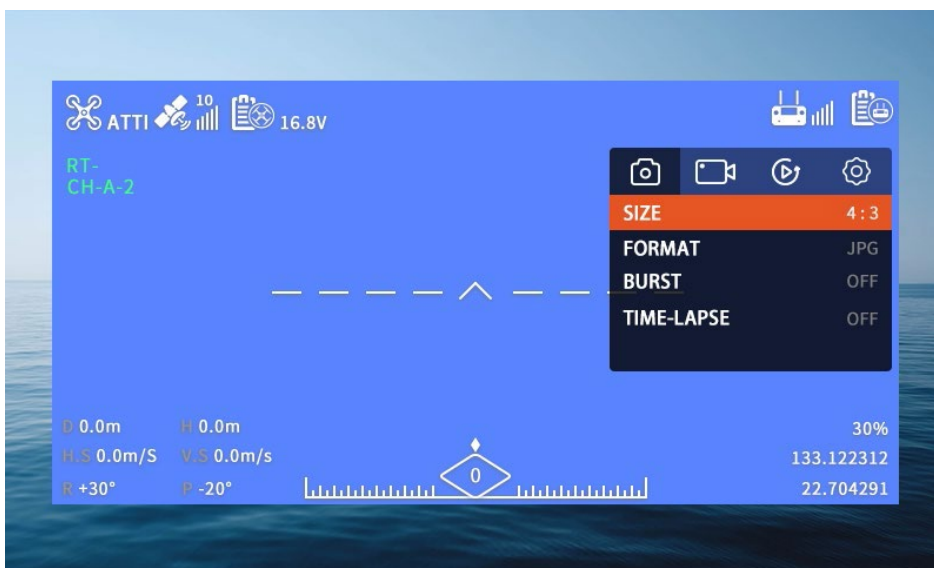 ATTI 10 16.8V
RT-
CH-A-2
SIZE 4:3
FORMAT JPG
BURST OFF
TIME-LAPSE OFF
D 0.0m H 0.0m
H.S 0.0m/S V.S 0.0m/s
R +30° P -20°
0
30%
133.122312
22.704291